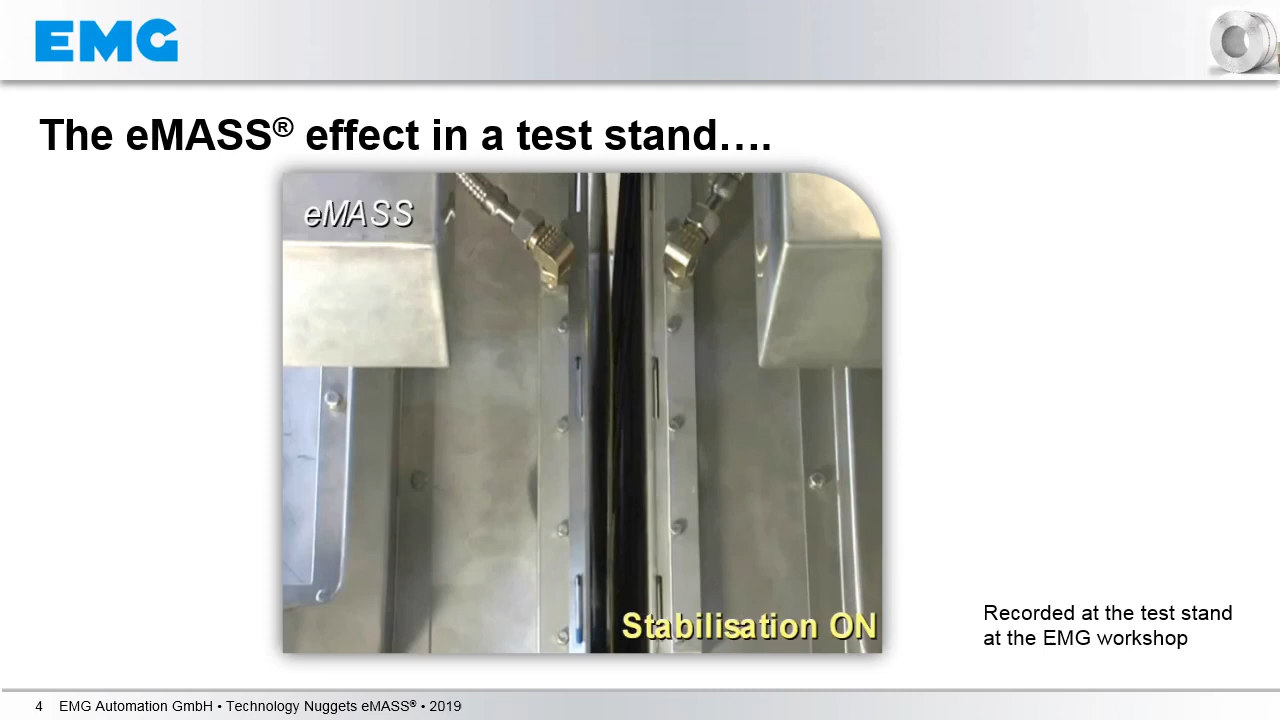 EMG
The eMASS® effect in a test stand….
eMASS
Stabilisation ON
Recorded at the test stand
at the EMG workshop
4 EMG Automation GmbH • Technology Nuggets eMASS® • 2019